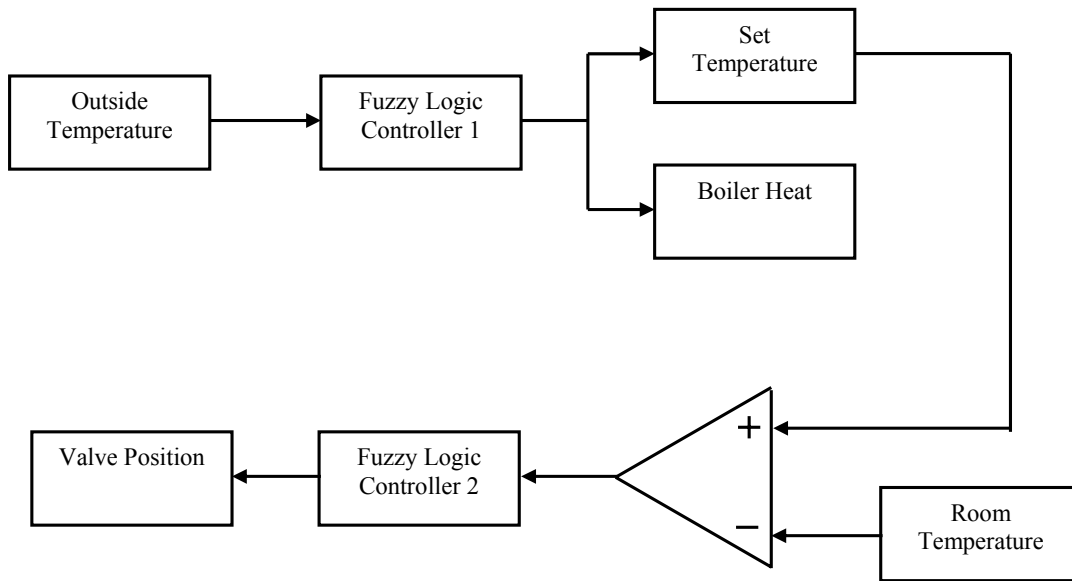 Set
Temperature
Outside
Temperature
Fuzzy Logic
Controller 1
Boiler Heat
+
Valve Position
Fuzzy Logic
Controller 2
−
Room
Temperature